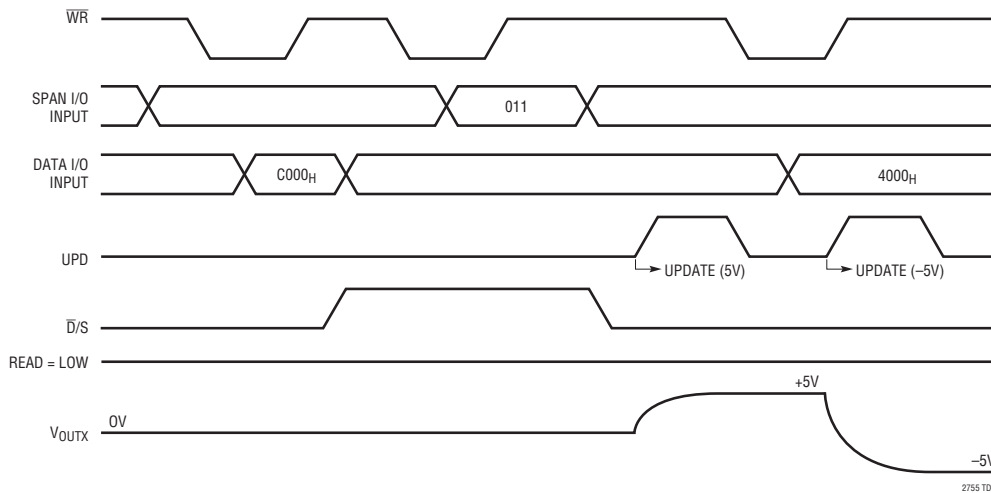 W̅R̅
SPAN I/O
INPUT
011
DATA I/O
INPUT
C000H
4000H
UPD
UPDATE (5V)
UPDATE (–5V)
D̅/S
READ = LOW
VOUTX
0V
+5V
–5V
2755 TD